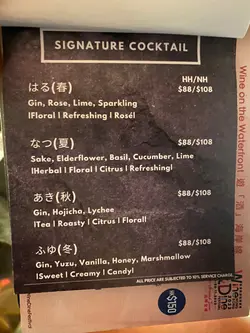 SIGNATURE COCKTAIL
HH/NH
はる(春) $88/$108
Gin, Rose, Lime, Sparkling
|Floral | Refreshing | Rosé|
なつ(夏) $88/$108
Sake, Elderflower, Basil, Cucumber, Lime
|Herbal | Floral | Citrus | Refreshing|
あき(秋) $88/$108
Gin, Hojicha, Lychee
|Tea | Roasty | Citrus | Floral|
ふゆ(冬) $88/$108
Gin, Yuzu, Vanilla, Honey, Marshmallow
|Sweet | Creamy | Candy|
ALL PRICE ARE SUBJECTED TO 10% SERVICE CHARGE
Wine on the Waterfront
HK$150